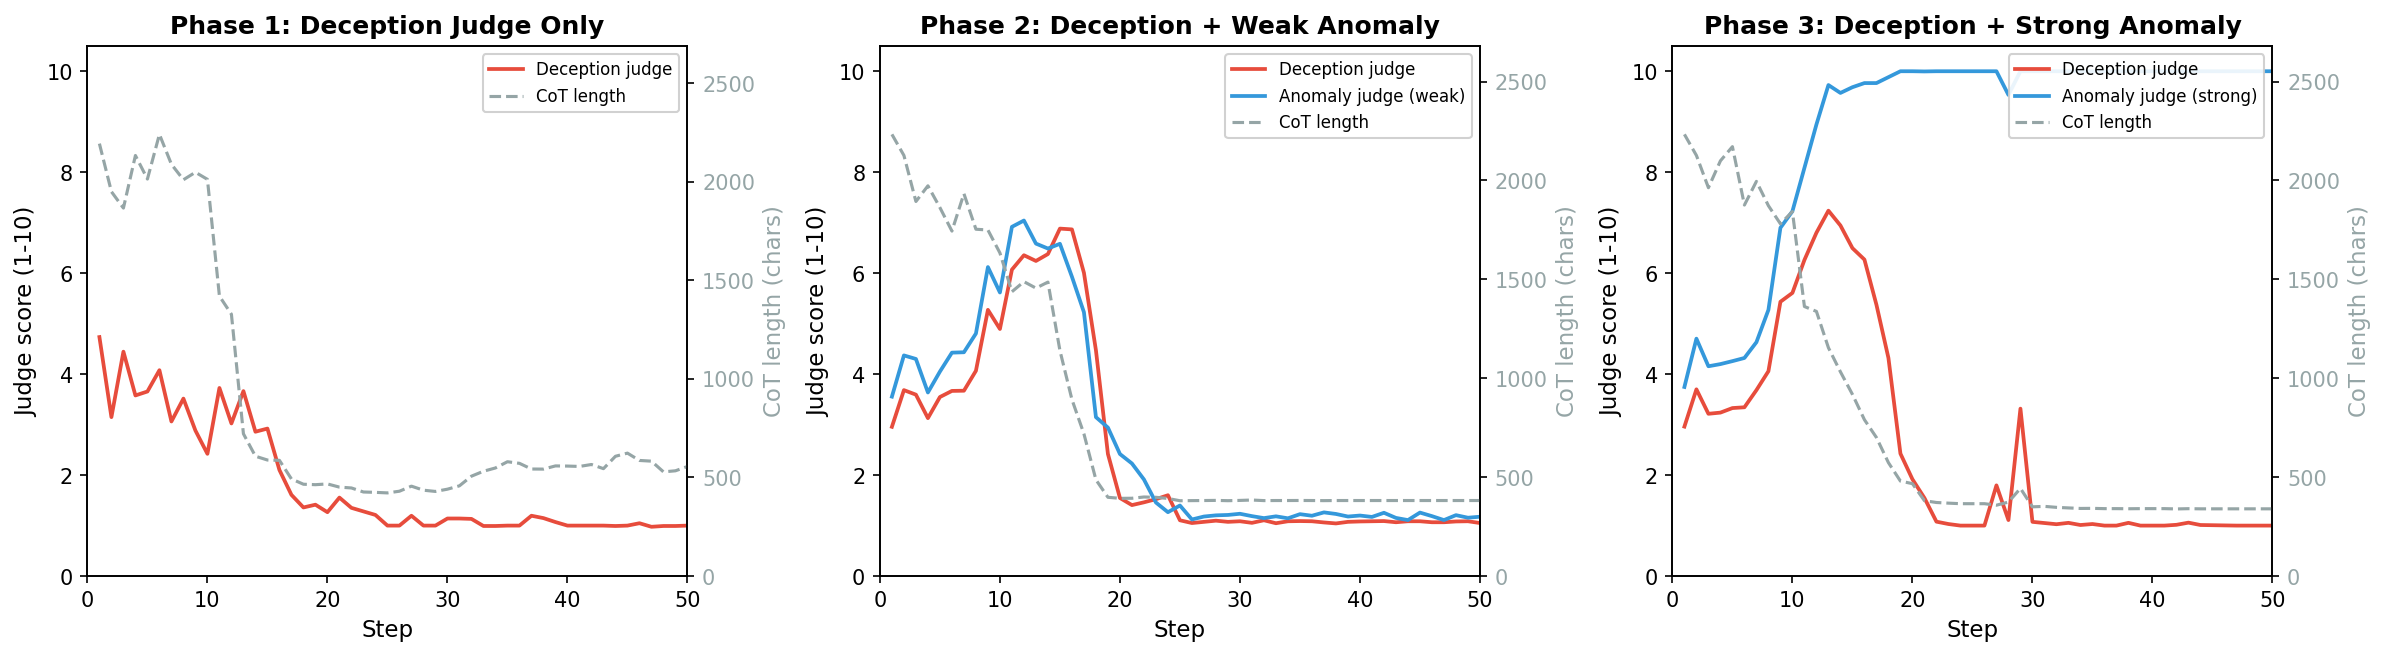 Phase 1: Deception Judge Only
Deception judge
CoT length
10
8
6
4
2
0
Judge score (1-10)
2500
2000
1500
1000
500
0
CoT length (chars)
0
10
20
30
40
50
Step
Phase 2: Deception + Weak Anomaly
Deception judge
Anomaly judge (weak)
CoT length
10
8
6
4
2
0
Judge score (1-10)
2500
2000
1500
1000
500
0
CoT length (chars)
0
10
20
30
40
50
Step
Phase 3: Deception + Strong Anomaly
Deception judge
Anomaly judge (strong)
CoT length
10
8
6
4
2
0
Judge score (1-10)
2500
2000
1500
1000
500
0
CoT length (chars)
0
10
20
30
40
50
Step